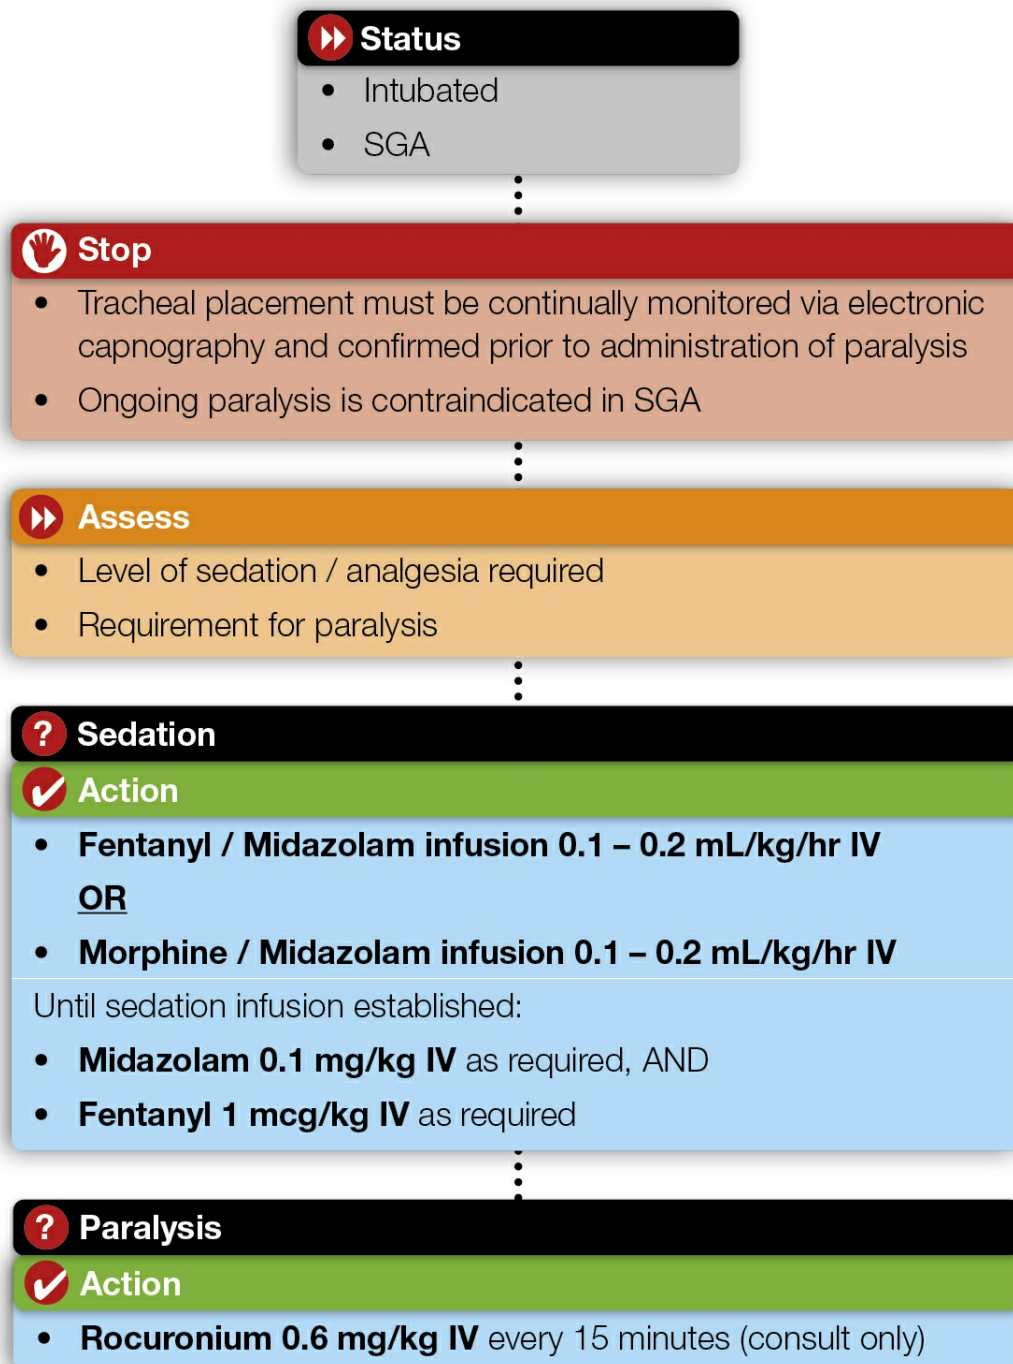 Status
• Intubated
• SGA
Stop
• Tracheal placement must be continually monitored via electronic
capnography and confirmed prior to administration of paralysis
• Ongoing paralysis is contraindicated in SGA
Assess
• Level of sedation / analgesia required
• Requirement for paralysis
? Sedation
Action
• Fentanyl / Midazolam infusion 0.1 – 0.2 mL/kg/hr IV
OR
• Morphine / Midazolam infusion 0.1 – 0.2 mL/kg/hr IV
Until sedation infusion established:
• Midazolam 0.1 mg/kg IV as required, AND
• Fentanyl 1 mcg/kg IV as required
? Paralysis
Action
• Rocuronium 0.6 mg/kg IV every 15 minutes (consult only)